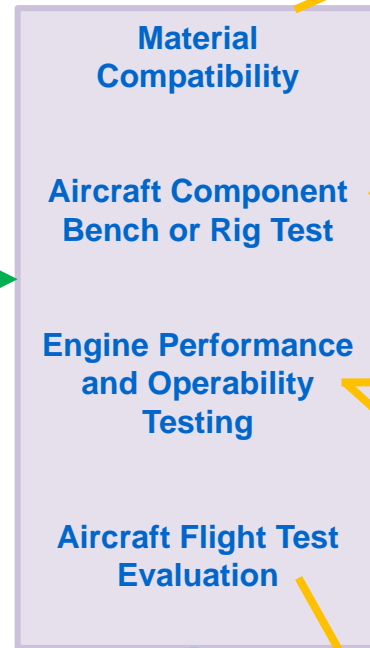 Material
Compatibility
Aircraft Component
Bench or Rig Test
Engine Performance
and Operability
Testing
Aircraft Flight Test
Evaluation